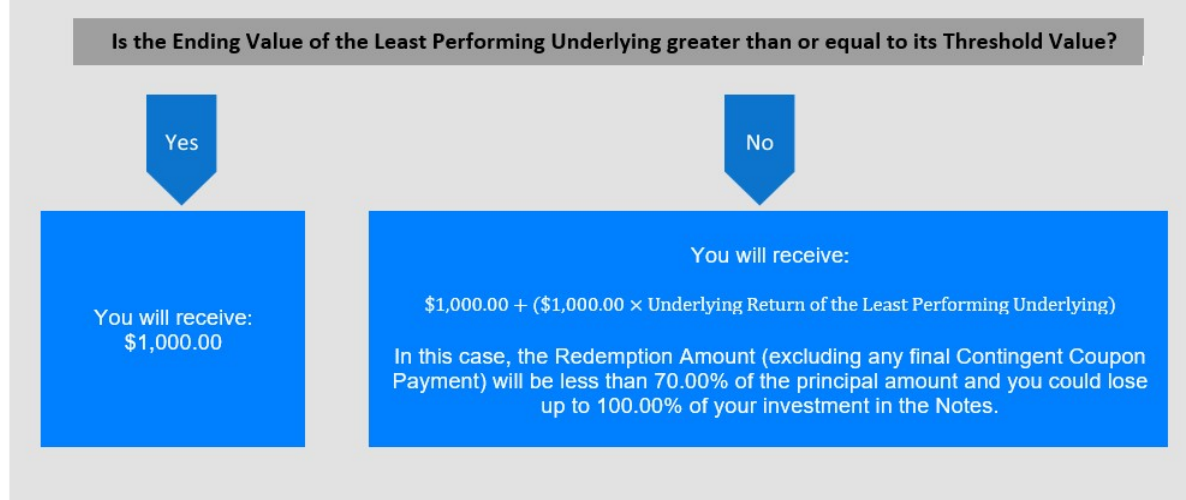 Is the Ending Value of the Least Performing Underlying greater than or equal to its Threshold Value?
Yes
No
You will receive:
$1,000.00
You will receive:
$1,000.00 + ($1,000.00 × Underlying Return of the Least Performing Underlying)
In this case, the Redemption Amount (excluding any final Contingent Coupon
Payment) will be less than 70.00% of the principal amount and you could lose
up to 100.00% of your investment in the Notes.